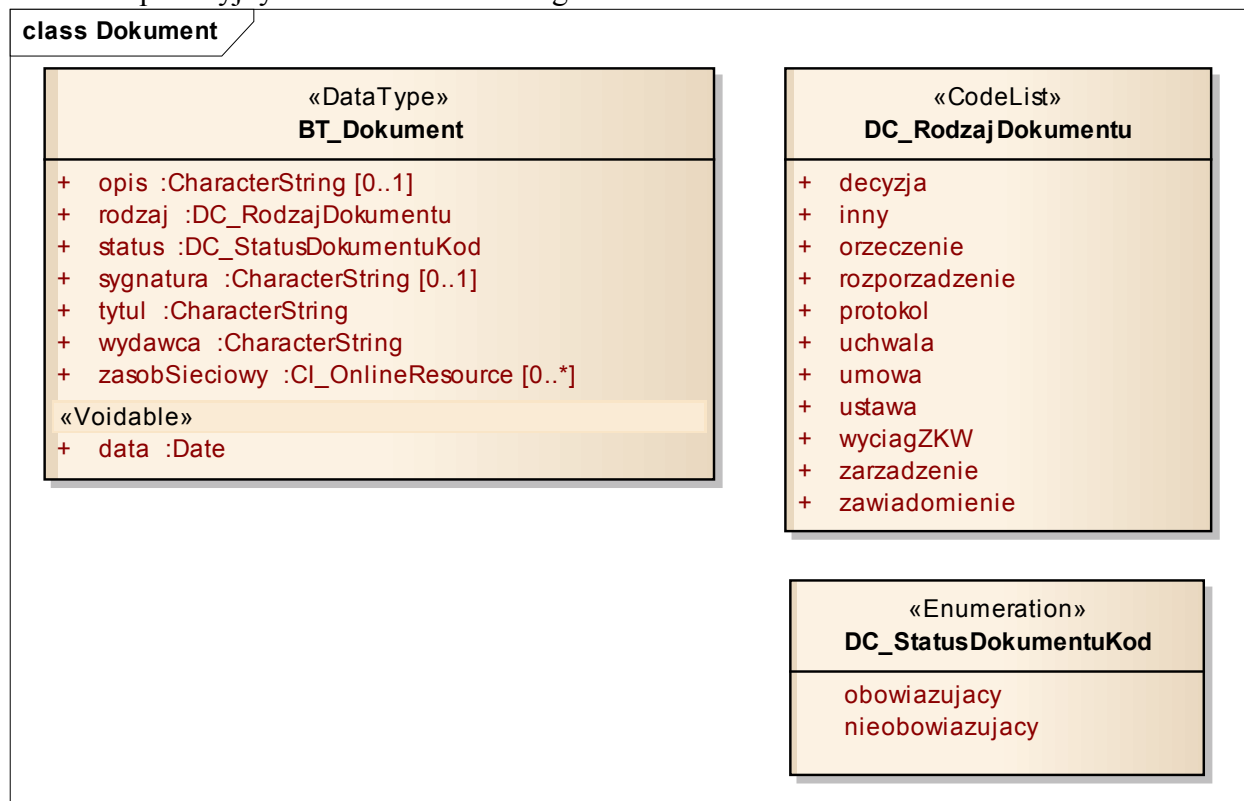 class Dokument
«DataType»
BT_Dokument
+ opis :CharacterString [0..1]
+ rodzaj :DC_RodzajDokumentu
+ status :DC_StatusDokumentuKod
+ sygnatura :CharacterString [0..1]
+ tytul :CharacterString
+ wydawca :CharacterString
+ zasobSieciowy :CI_OnlineResource [0..*]
«Voidable»
+ data :Date
«CodeList»
DC_RodzajDokumentu
+ decyzja
+ inny
+ orzeczenie
+ rozporzadzenie
+ protokol
+ uchwala
+ umowa
+ ustawa
+ wyciagZKW
+ zarzadzenie
+ zawiadomienie
«Enumeration»
DC_StatusDokumentuKod
obowiazujacy
nieobowiazujacy